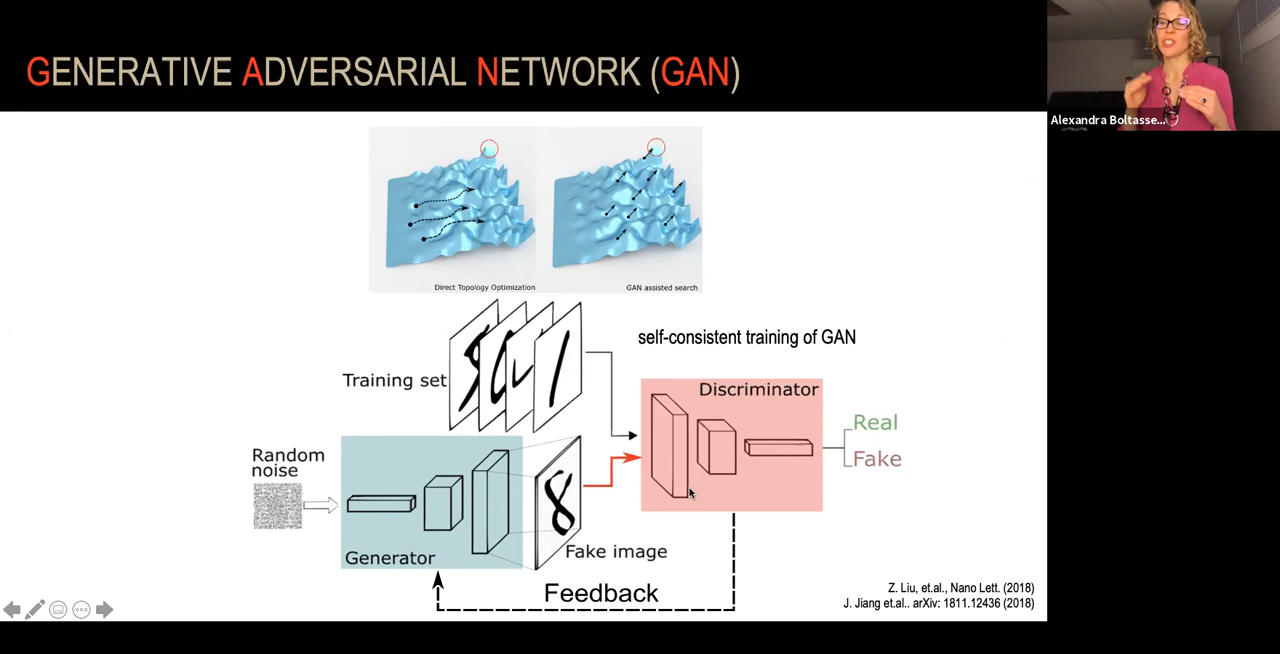 GENERATIVE ADVERSARIAL NETWORK (GAN)
Alexandra Boltasse...
Direct Topology Optimization
GAN assisted search
self-consistent training of GAN
Training set
Discriminator
Real
Fake
Random
noise
Generator
Fake image
Feedback
Z. Liu, et.al., Nano Lett. (2018)
J. Jiang et.al.. arXiv: 1811.12436 (2018)